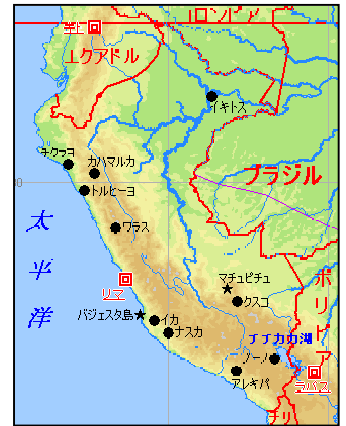 コロンビア
キト
エクアドル
イキトス
チクラヨ
カハマルカ
トルヒーヨ
ブラジル
80
ワラス
太平洋
マチュピチュ
クスコ
リマ
ボリビア
バジェスタ島
イカ
ナスカ
チチカカ湖
プーノ
アレキパ
ラパス
チリ